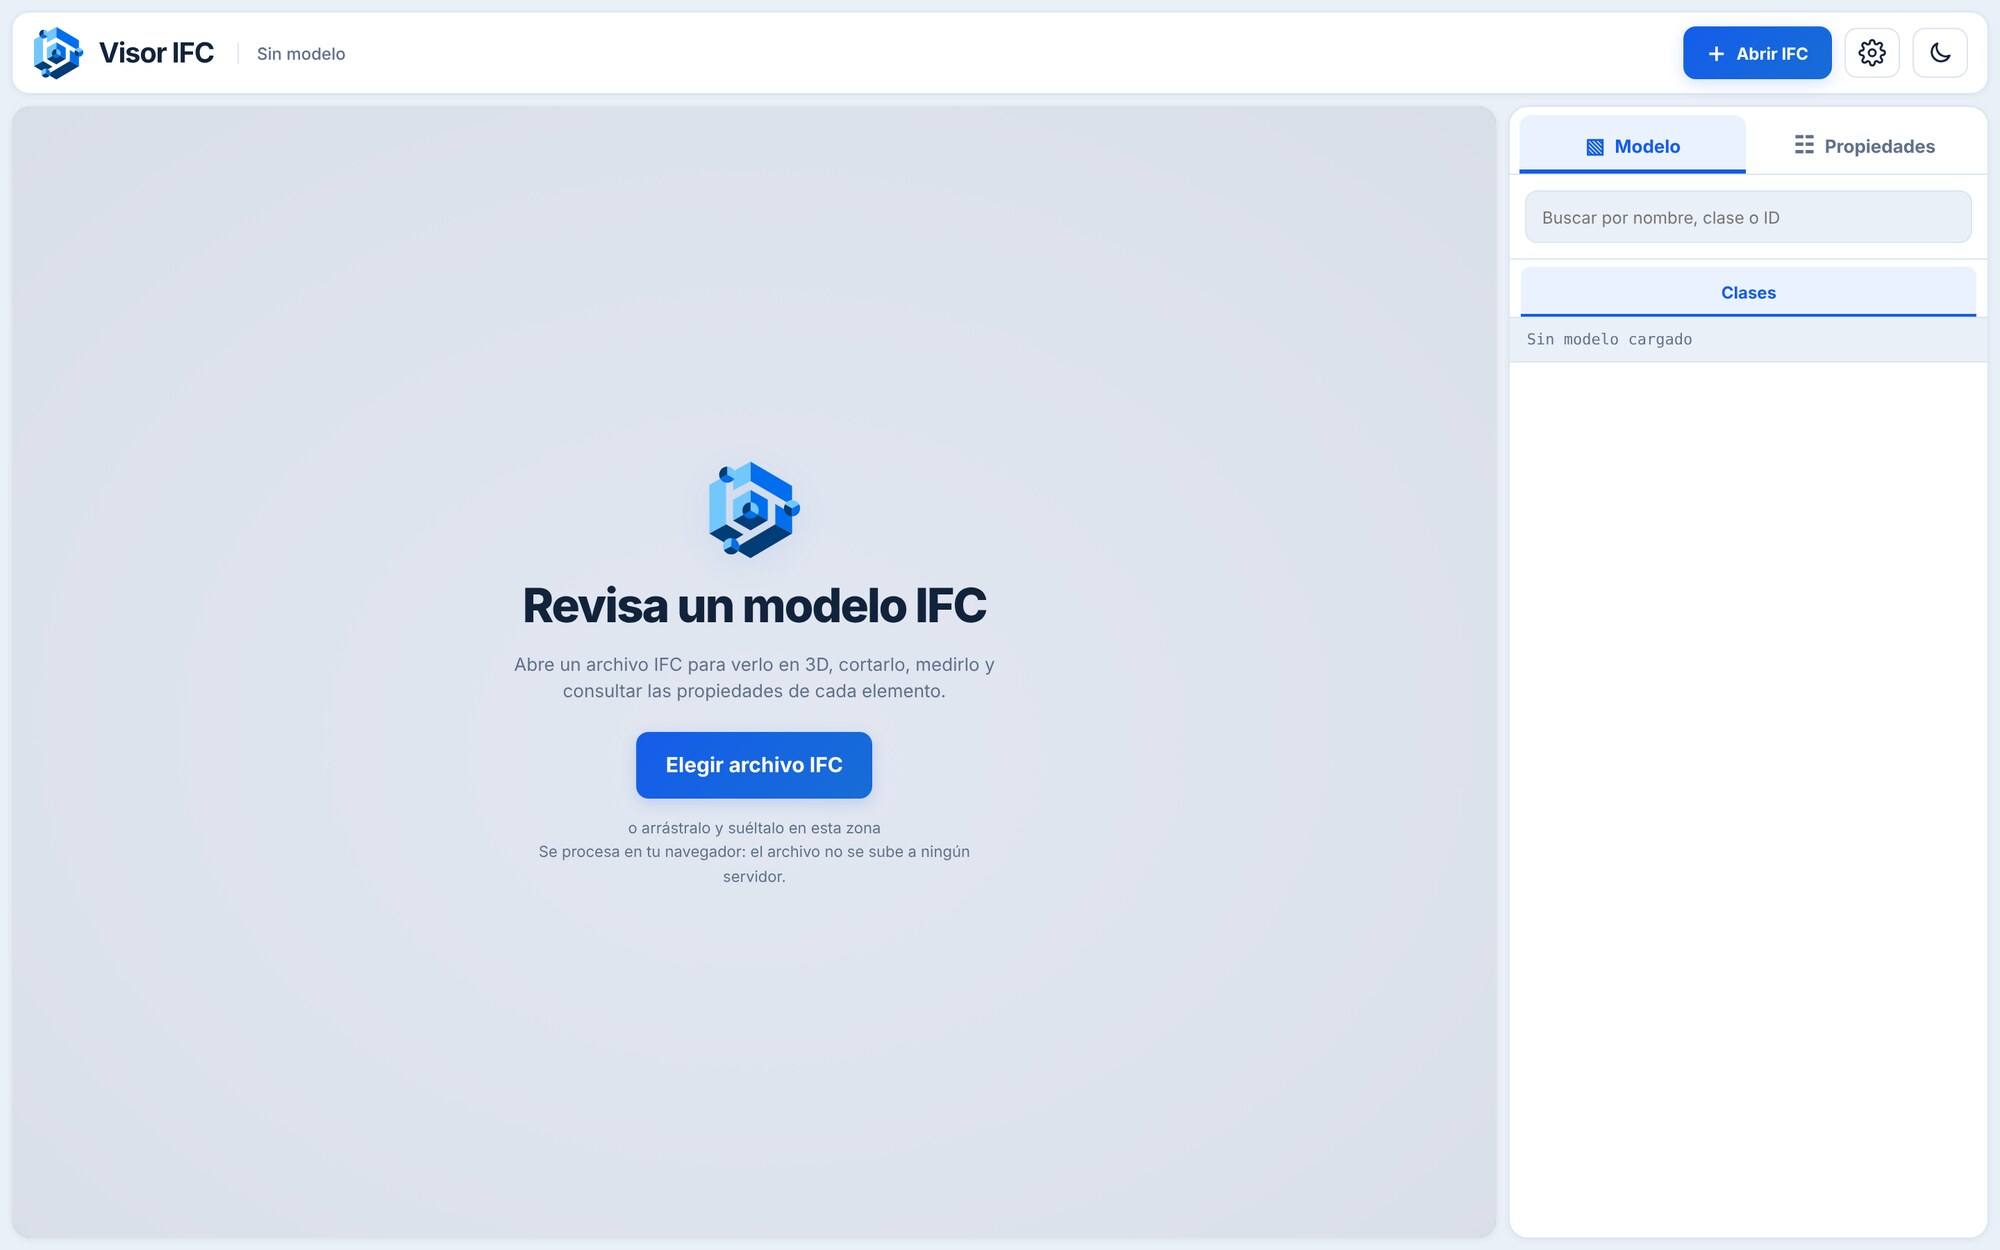 Visor IFC
Sin modelo
Abrir IFC
Modelo
Propiedades
Buscar por nombre, clase o ID
Clases
Sin modelo cargado
Revisa un modelo IFC
Abre un archivo IFC para verlo en 3D, cortarlo, medirlo y
consultar las propiedades de cada elemento.
Elegir archivo IFC
o arrástralo y suéltalo en esta zona
Se procesa en tu navegador: el archivo no se sube a ningún
servidor.